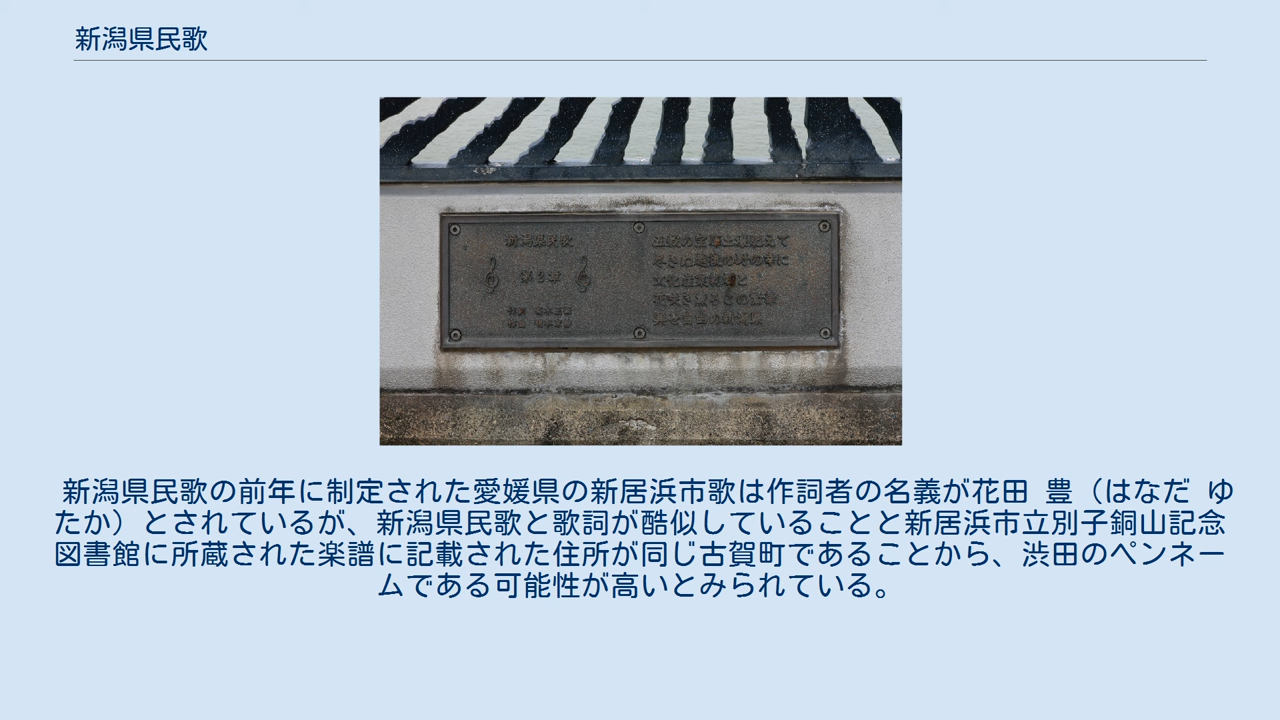 新潟県民歌
新潟県民歌
第3章
新潟県民歌の前年に制定された愛媛県の新居浜市歌は作詞者の名義が花田 豊（はなだ ゆ
たか）とされているが、新潟県民歌と歌詞が酷似していることと新居浜市立別子銅山記念
図書館に所蔵された楽譜に記載された住所が同じ古賀町であることから、渋田のペンネー
ムである可能性が高いとみられている。